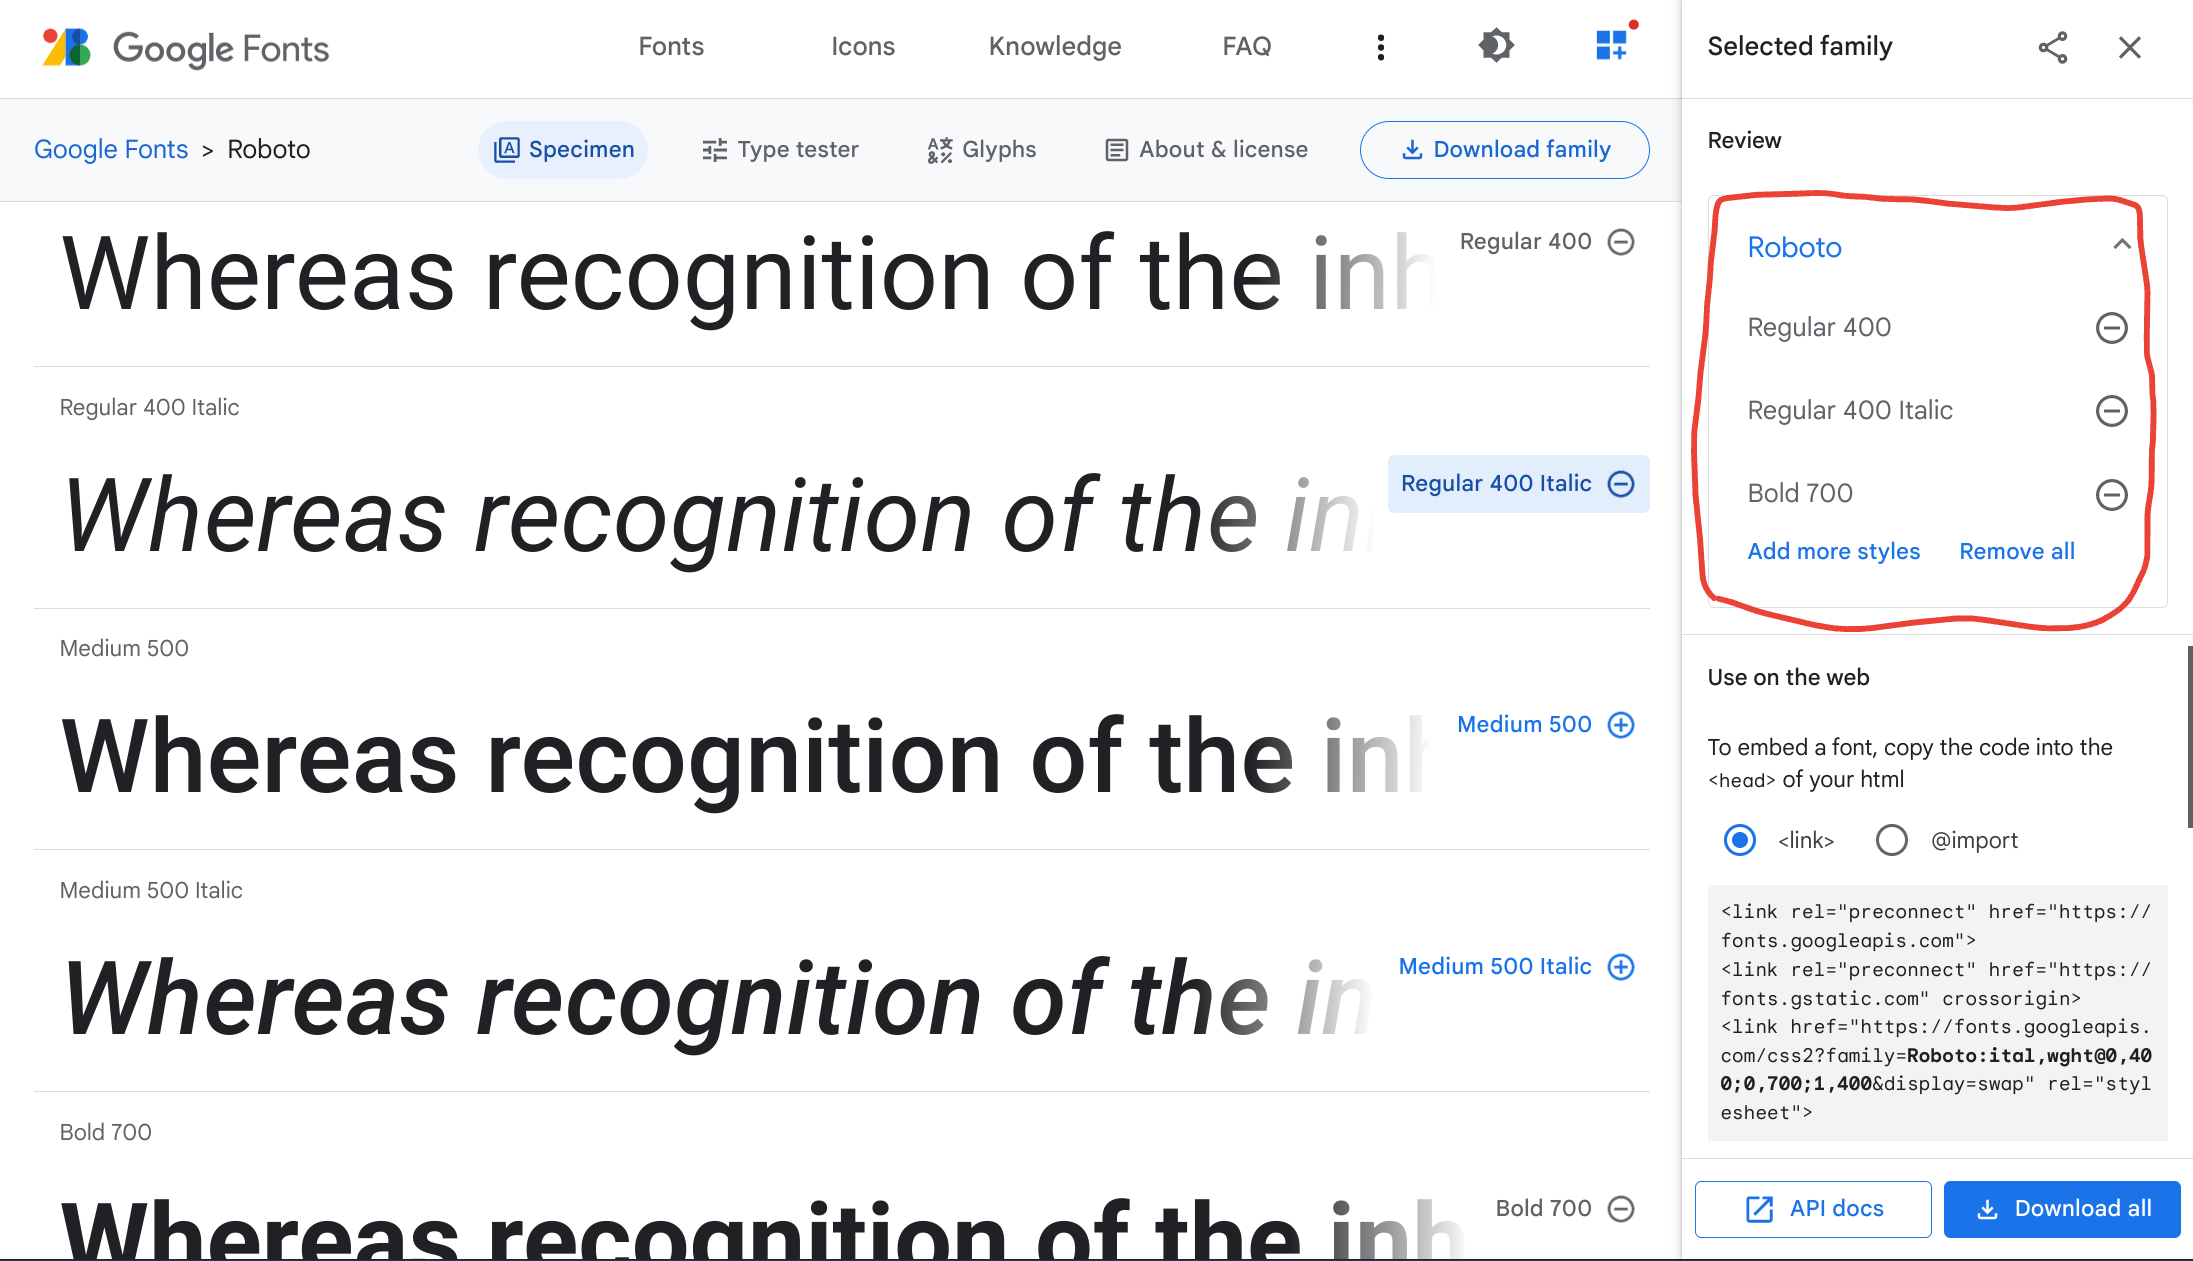 Google Fonts
Fonts
Icons
Knowledge
FAQ
Google Fonts > Roboto
Specimen
Type tester
Glyphs
About & license
Download family
Whereas recognition of the inh
Regular 400
Regular 400 Italic
Whereas recognition of the in
Regular 400 Italic
Medium 500
Whereas recognition of the inh
Medium 500
Medium 500 Italic
Whereas recognition of the in
Medium 500 Italic
Bold 700
Whereas recognition of the inh
Bold 700
Selected family
Review
Roboto
Regular 400
Regular 400 Italic
Bold 700
Add more styles
Remove all
Use on the web
To embed a font, copy the code into the
<head> of your html
<link>
@import
<link rel="preconnect" href="https://
fonts.googleapis.com">
<link rel="preconnect" href="https://
fonts.gstatic.com" crossorigin>
<link href="https://fonts.googleapis.
com/css2?family=Roboto:ital,wght@0,40
0;0,700;1,400&display=swap" rel="styl
esheet">
API docs
Download all